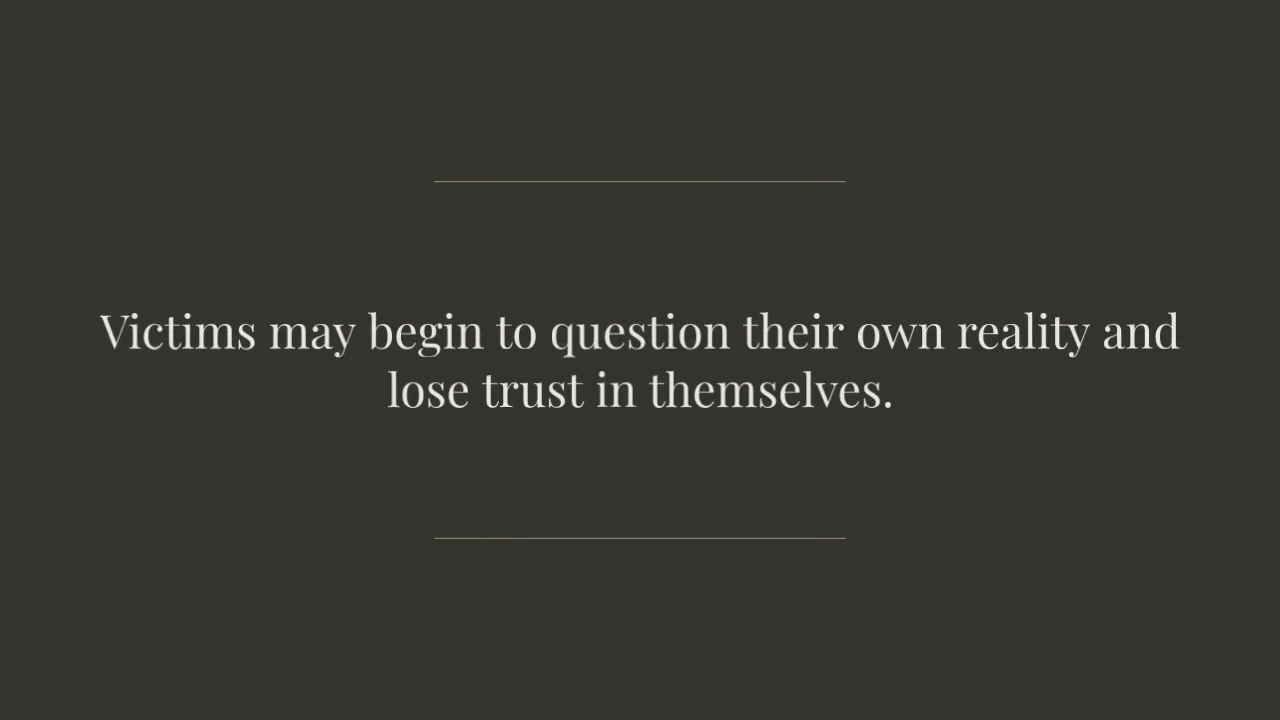 Victims may begin to question their own reality and
lose trust in themselves.